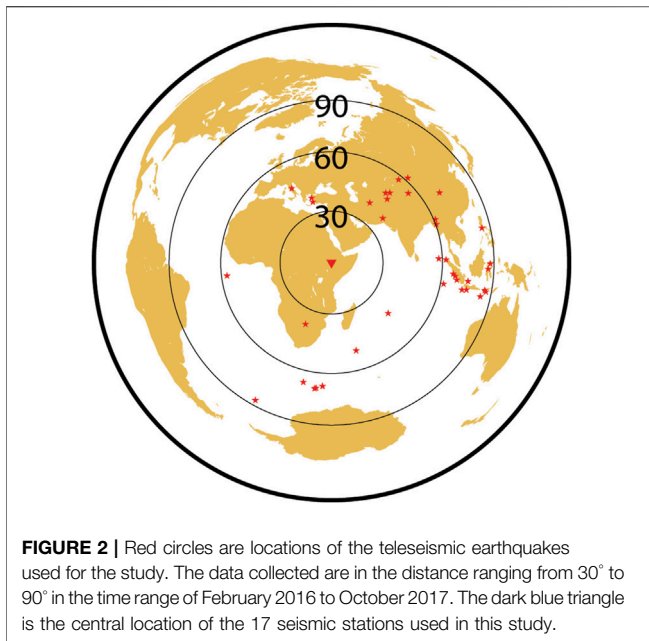 90
60
30
FIGURE 2 | Red circles are locations of the teleseismic earthquakes
used for the study. The data collected are in the distance ranging from 30° to
90° in the time range of February 2016 to October 2017. The dark blue triangle
is the central location of the 17 seismic stations used in this study.